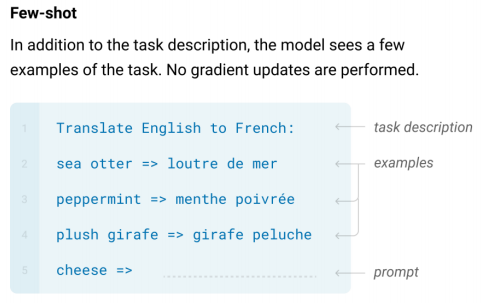 Few-shot
In addition to the task description, the model sees a few
examples of the task. No gradient updates are performed.
1 Translate English to French: task description
2 sea otter => loutre de mer examples
3 peppermint => menthe poivrée
4 plush girafe => girafe peluche
5 cheese => prompt